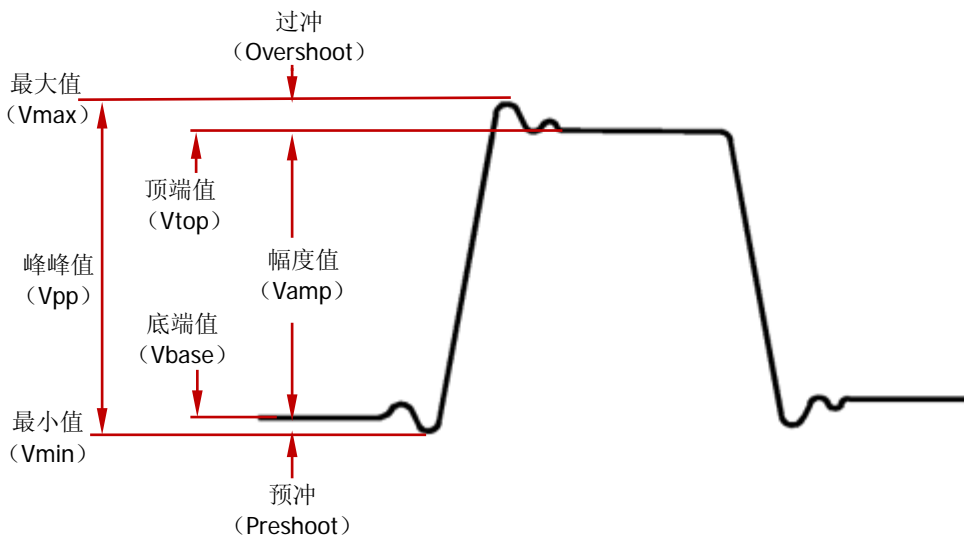 过冲
（Overshoot）
最大值
（Vmax）
顶端值
（Vtop）
峰峰值
（Vpp）
幅度值
（Vamp）
底端值
（Vbase）
最小值
（Vmin）
预冲
（Preshoot）